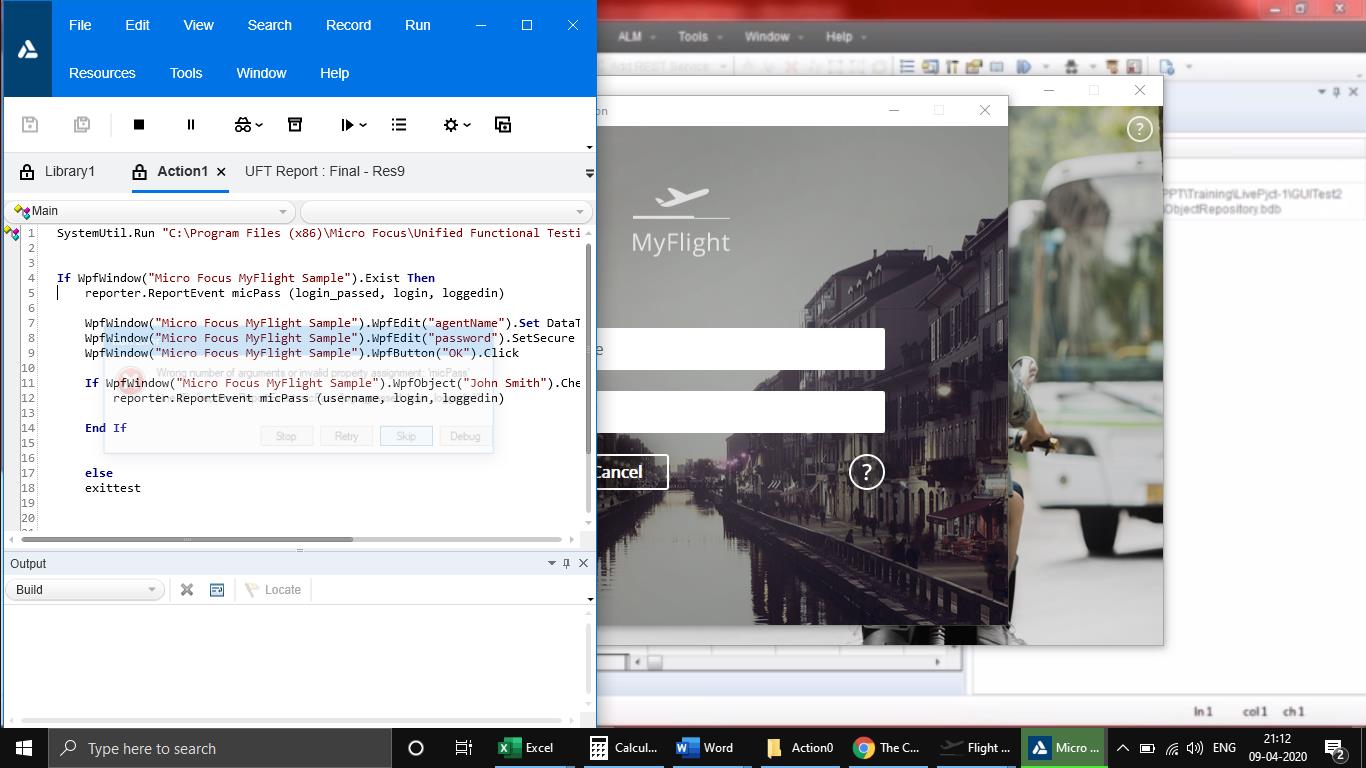 File Edit View Search Record Run
Resources Tools Window Help
ALM Tools Window Help
Add REST Service
Library1 Action1 UFT Report : Final - Res9
Main
1 SystemUtil.Run "C:\Program Files (x86)\Micro Focus\Unified Functional Testi
2
3
4 If WpfWindow("Micro Focus MyFlight Sample").Exist Then
5 reporter.ReportEvent micPass (login_passed, login, loggedin)
6
7 WpfWindow("Micro Focus MyFlight Sample").WpfEdit("agentName").Set DataT
8 WpfWindow("Micro Focus MyFlight Sample").WpfEdit("password").SetSecure
9 WpfWindow("Micro Focus MyFlight Sample").WpfButton("OK").Click
10
11 If WpfWindow("Micro Focus MyFlight Sample").WpfObject("John Smith").Che
12 reporter.ReportEvent micPass (username, login, loggedin)
13
14 End If
15
16
17 else
18 exittest
19
20
Wrong number of arguments or invalid property assignment: 'micPass'
Stop Retry Skip Debug
Output
Build Locate
on
MyFlight
e
Cancel ?
?
PPT\Training\LivePjct-1\GUITest2
ObjectRepository.bdb
ln 1 col 1 ch 1
Type here to search
Excel Calcul... Word Action0 The C... Flight ... Micro ...
ENG 21:12
09-04-2020 2